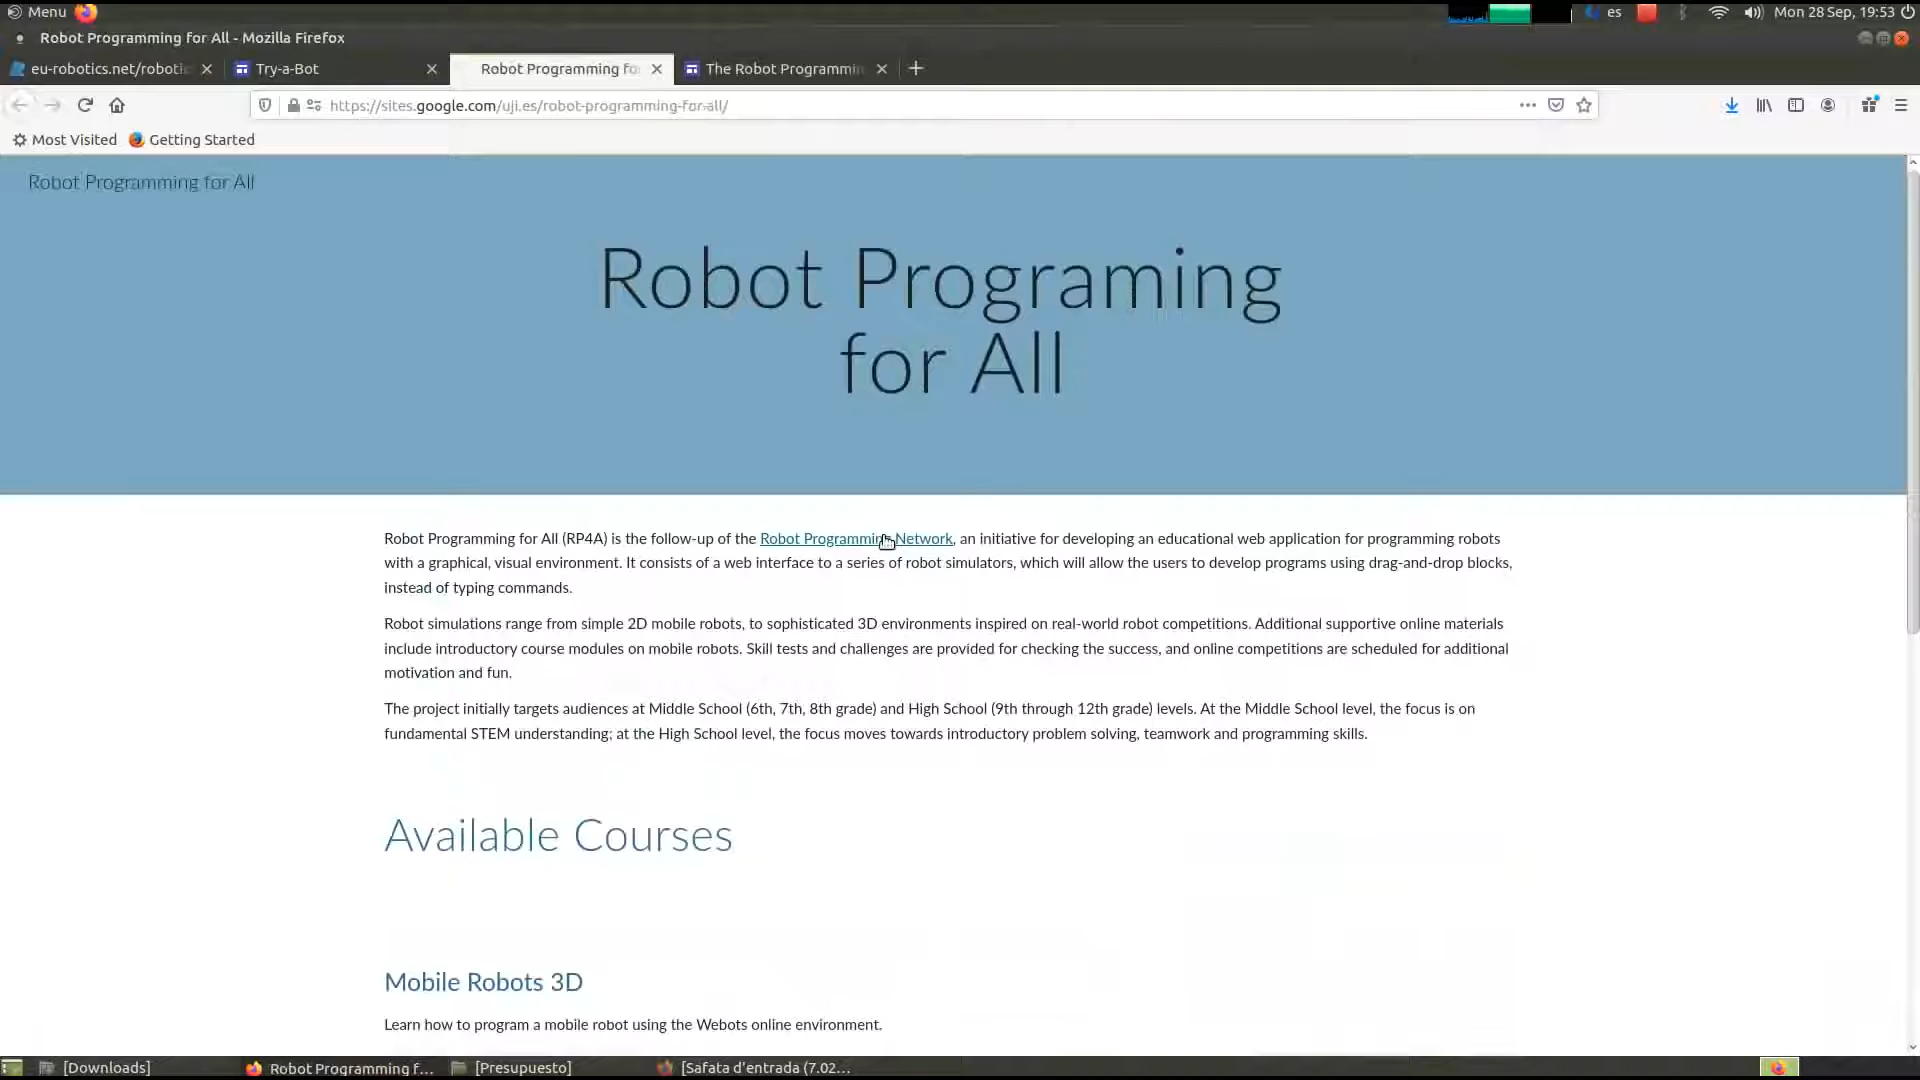 Menu
es
Mon 28 Sep, 19:53
Robot Programming for All - Mozilla Firefox
eu-robotics.net/robotic
Try-a-Bot
Robot Programming fo
The Robot Programmin
https://sites.google.com/uji.es/robot-programming-for-all/
Most Visited
Getting Started
Robot Programming for All
Robot Programing
for All
Robot Programming for All (RP4A) is the follow-up of the Robot Programming Network, an initiative for developing an educational web application for programming robots
with a graphical, visual environment. It consists of a web interface to a series of robot simulators, which will allow the users to develop programs using drag-and-drop blocks,
instead of typing commands.
Robot simulations range from simple 2D mobile robots, to sophisticated 3D environments inspired on real-world robot competitions. Additional supportive online materials
include introductory course modules on mobile robots. Skill tests and challenges are provided for checking the success, and online competitions are scheduled for additional
motivation and fun.
The project initially targets audiences at Middle School (6th, 7th, 8th grade) and High School (9th through 12th grade) levels. At the Middle School level, the focus is on
fundamental STEM understanding; at the High School level, the focus moves towards introductory problem solving, teamwork and programming skills.
Available Courses
Mobile Robots 3D
Learn how to program a mobile robot using the Webots online environment.
[Downloads]
Robot Programming f...
[Presupuesto]
[Safata d'entrada (7.02...